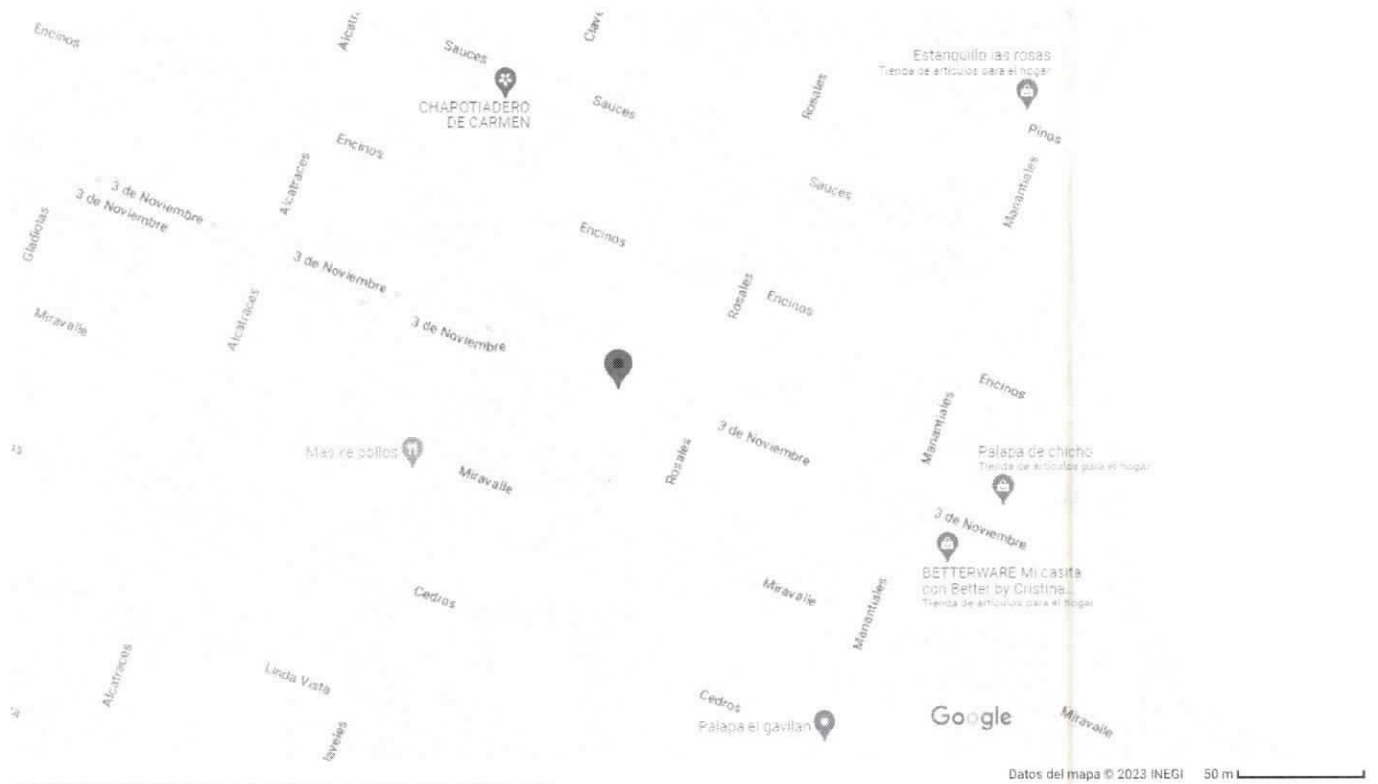 Encinos
Sauces
CHAPOTIADERO
DE CARMEN
Sauces
Rosales
Estanquillo las rosas
Tienda de artículos para el hogar
Pinos
Encinos
Alcatraces
Sauces
Manantiales
3 de Noviembre
3 de Noviembre
Gladiolas
Encinos
3 de Noviembre
Rosales
Encinos
Miravalle
Alcatraces
3 de Noviembre
Encinos
Manantiales
3 de Noviembre
Mas ke pollos
Miravalle
Rosales
Palapa de chicho
Tienda de artículos para el hogar
3 de Noviembre
BETTERWARE Mi casita
con Better by Cristina...
Tienda de artículos para el hogar
Cedros
Miravalle
Manantiales
Alcatraces
Linda Vista
Cedros
Palapa el gavilan
Google
Miravalle
Datos del mapa © 2023 INEGI 50 m